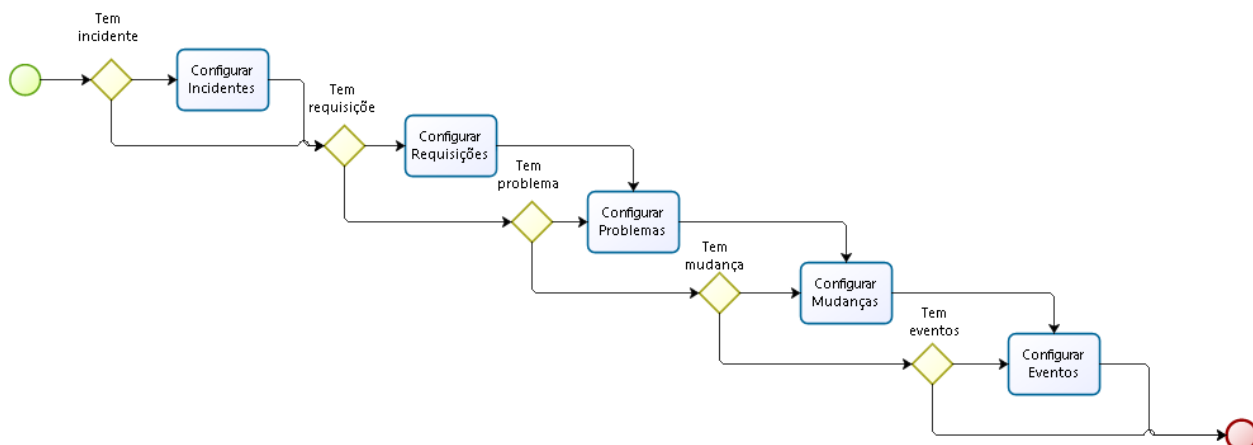 Tem
incidente
Configurar
Incidentes
Tem
requisiçõe
Configurar
Requisições
Tem
problema
Configurar
Problemas
Tem
mudança
Configurar
Mudanças
Tem
eventos
Configurar
Eventos